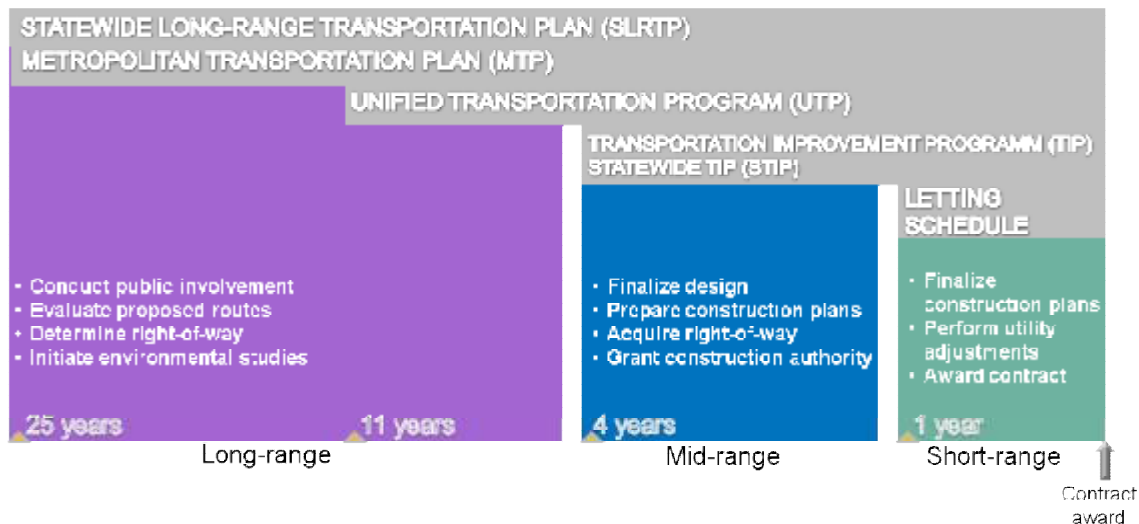 STATEWIDE LONG-RANGE TRANSPORTATION PLAN (SLRTP)
METROPOLITAN TRANSPORTATION PLAN (MTP)
UNIFIED TRANSPORTATION PROGRAM (UTP)
TRANSPORTATION IMPROVEMENT PROGRAMM (TIP)
STATEWIDE TIP (STIP)
LETTING
SCHEDULE
• Concuct public involvement
• Evaluate proposed routes
• Determine right-of-way
• Initiate environmental studies
• Finalize design
• Prepare construction plans
• Acquire right-of-way
• Grant construction authority
• Finalize
construction plans
• Perform utility
adjustments
• Award contract
25 years
11 years
4 years
1 year
Long-range
Mid-range
Short-range
Contract
award